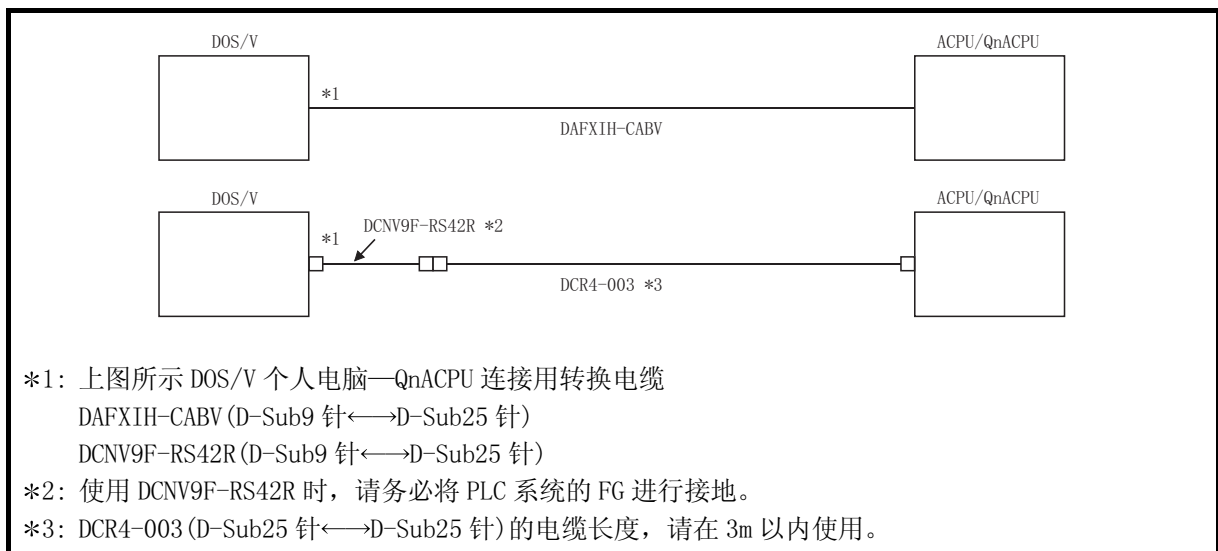 DOS/V ACPU/QnACPU
*1
DAFXIH-CABV
DOS/V ACPU/QnACPU
DCNV9F-RS42R *2
*1
DCR4-003 *3
*1: 上图所示 DOS/V 个人电脑—QnACPU 连接用转换电缆
DAFXIH-CABV(D-Sub9 针←→D-Sub25 针)
DCNV9F-RS42R(D-Sub9 针←→D-Sub25 针)
*2: 使用 DCNV9F-RS42R 时，请务必将 PLC 系统的 FG 进行接地。
*3: DCR4-003(D-Sub25 针←→D-Sub25 针)的电缆长度，请在 3m 以内使用。